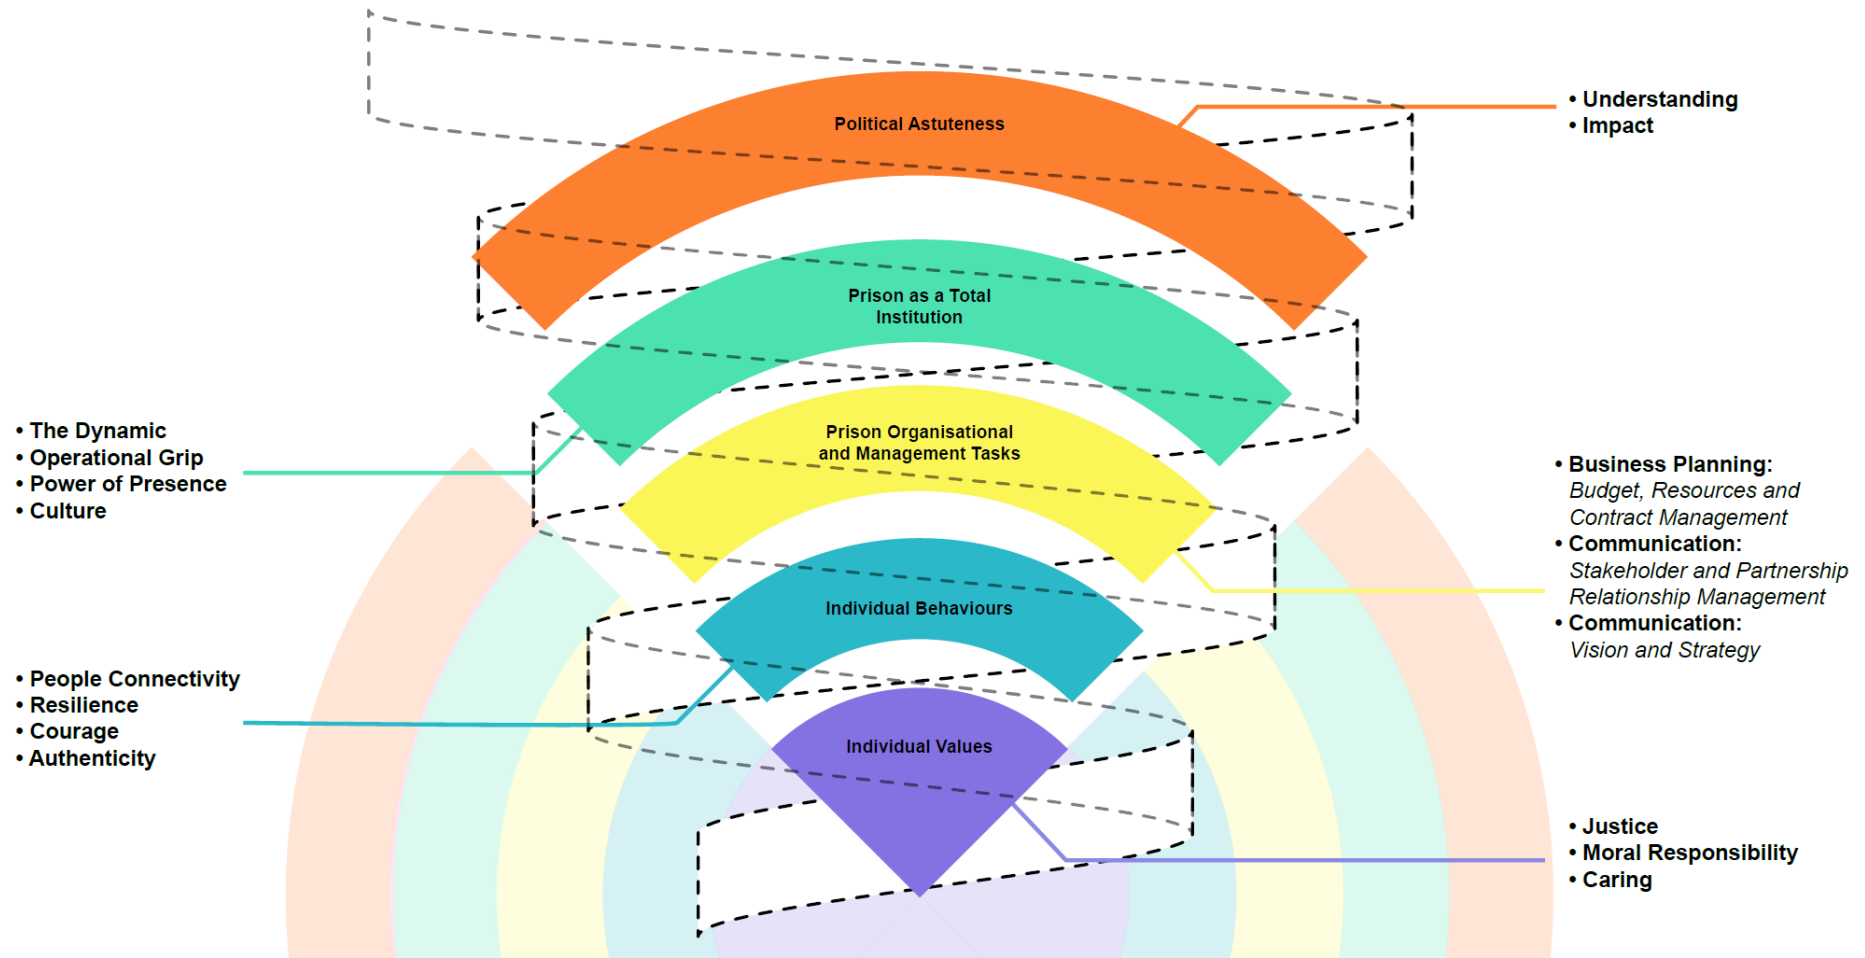 Political Astuteness
• Understanding
• Impact
Prison as a Total
Institution
• The Dynamic
• Operational Grip
• Power of Presence
• Culture
Prison Organisational
and Management Tasks
• Business Planning:
Budget, Resources and
Contract Management
• Communication:
Stakeholder and Partnership
Relationship Management
• Communication:
Vision and Strategy
Individual Behaviours
• People Connectivity
• Resilience
• Courage
• Authenticity
Individual Values
• Justice
• Moral Responsibility
• Caring